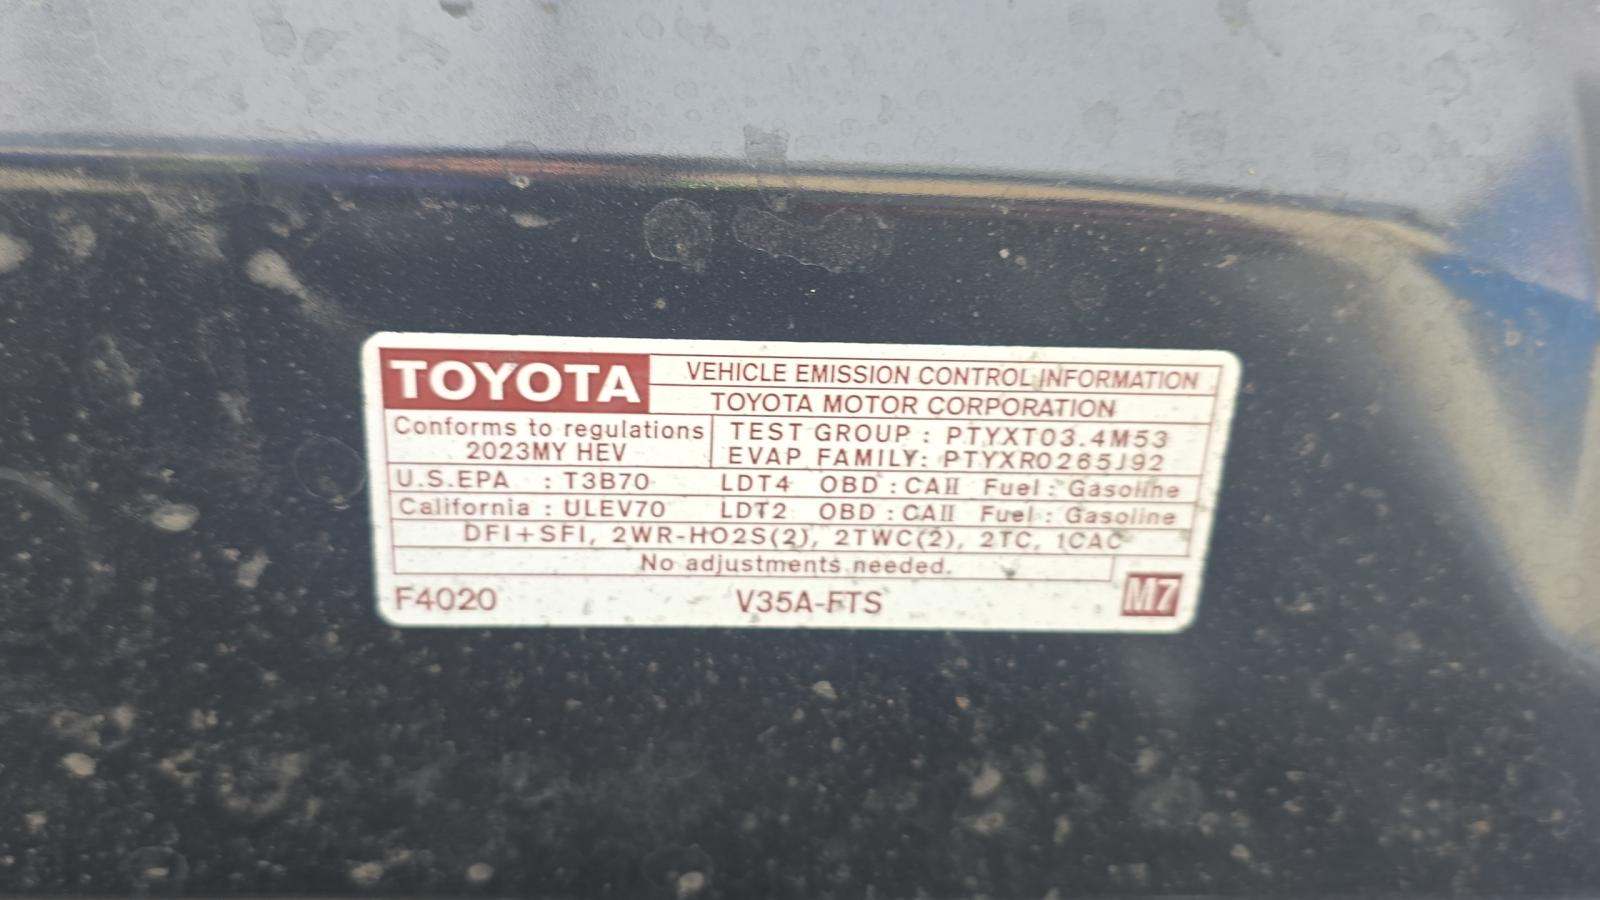 TOYOTA VEHICLE EMISSION CONTROL INFORMATION
TOYOTA MOTOR CORPORATION
Conforms to regulations
2023MY HEV
TEST GROUP : PTYXT03.4M53
EVAP FAMILY: PTYXR0265J92
U.S.EPA : T3B70 LDT4 OBD : CAⅡ Fuel : Gasoline
California : ULEV70 LDT2 OBD : CAⅡ Fuel : Gasoline
DFI+SFI, 2WR-HO2S(2), 2TWC(2), 2TC, 1CAC
No adjustments needed.
F4020 V35A-FTS M7